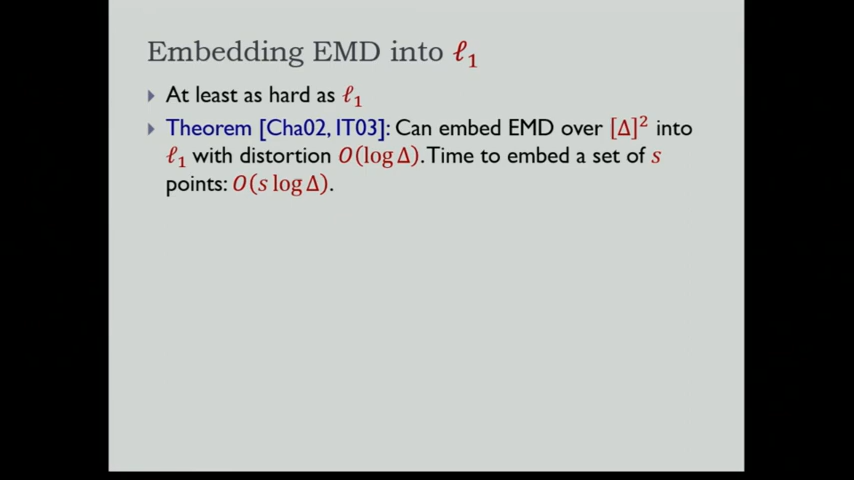 Embedding EMD into ℓ₁
At least as hard as ℓ₁
Theorem [Cha02, IT03]: Can embed EMD over [Δ]² into
ℓ₁ with distortion O(log Δ). Time to embed a set of s
points: O(s log Δ).